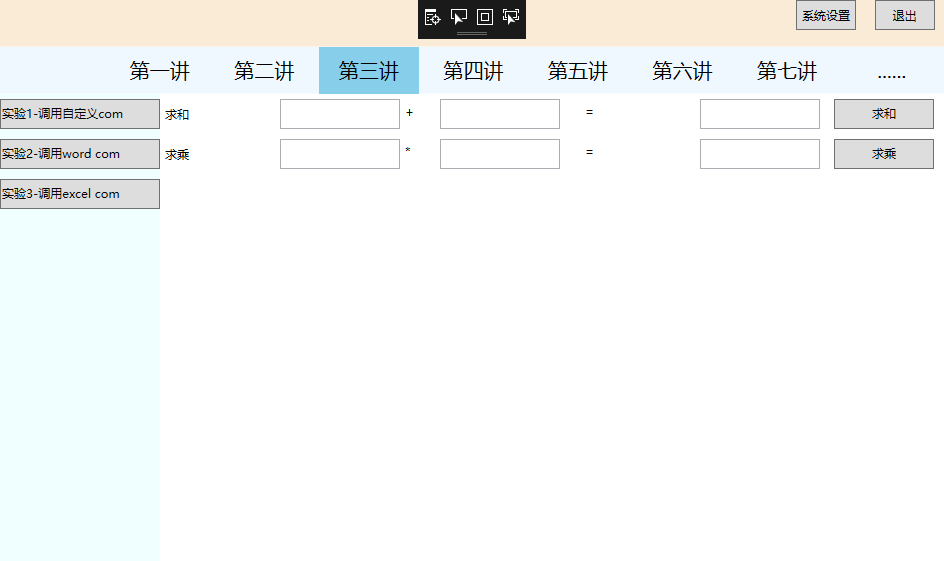 系统设置 退出
第一讲 第二讲 第三讲 第四讲 第五讲 第六讲 第七讲 ……
实验1-调用自定义com 求和 + = 求和
实验2-调用word com 求乘 * = 求乘
实验3-调用excel com